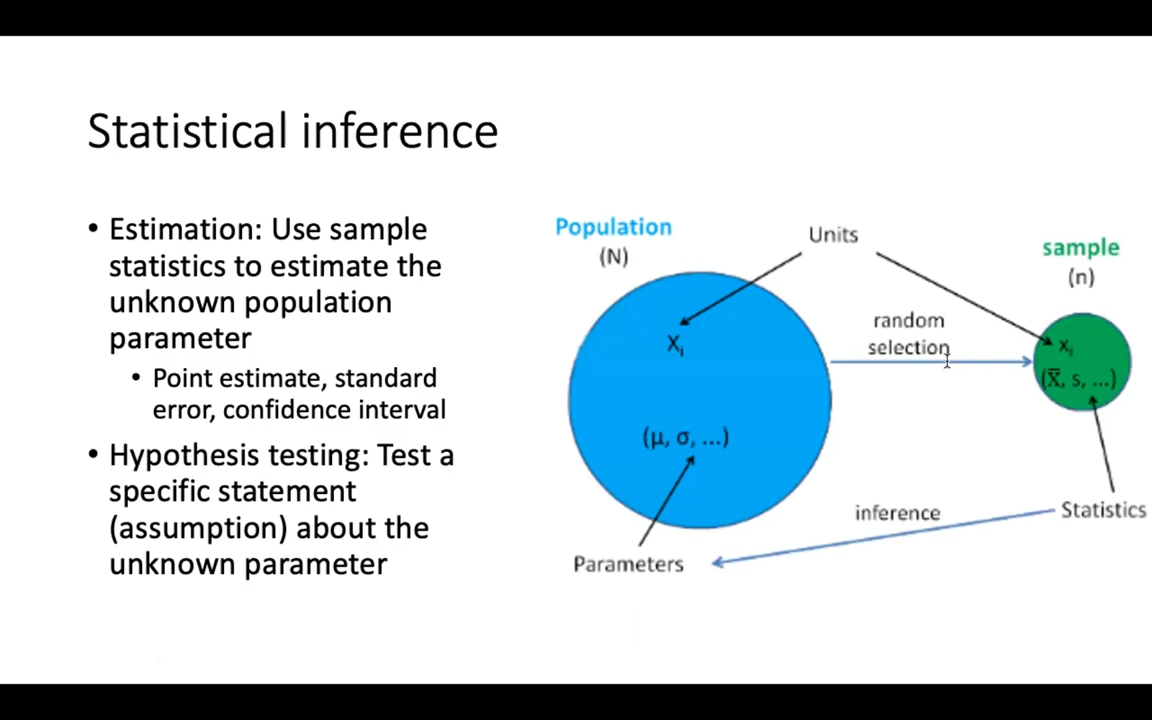 Statistical inference
• Estimation: Use sample
statistics to estimate the
unknown population
parameter
• Point estimate, standard
error, confidence interval
• Hypothesis testing: Test a
specific statement
(assumption) about the
unknown parameter
Population
(N)
Units
sample
(n)
random
selection
Xᵢ
xᵢ
(x̅, s, ...)
(μ, σ, ...)
inference
Statistics
Parameters